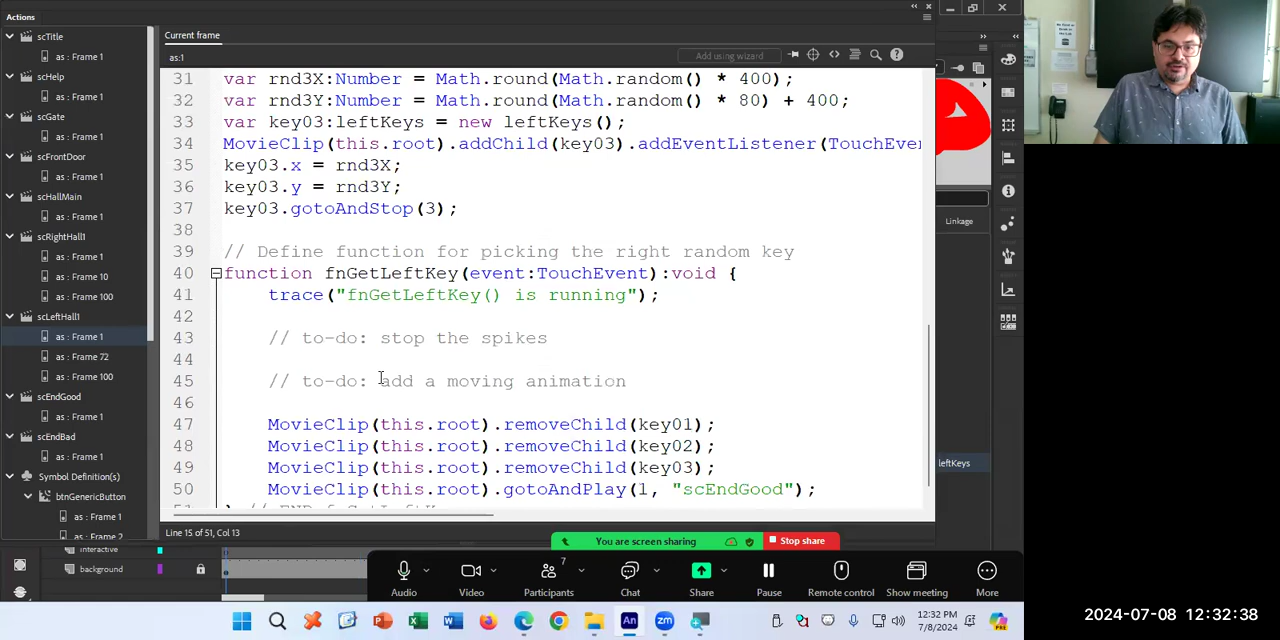 Actions
scTitle
as : Frame 1
scHelp
as : Frame 1
scGate
as : Frame 1
scFrontDoor
as : Frame 1
scHallMain
as : Frame 1
scRightHall1
as : Frame 1
as : Frame 10
as : Frame 100
scLeftHall1
as : Frame 1
as : Frame 72
as : Frame 100
scEndGood
as : Frame 1
scEndBad
as : Frame 1
Symbol Definition(s)
btnGenericButton
as : Frame 1
as : Frame 2
Current frame
as:1
Add using wizard
31 var rnd3X:Number = Math.round(Math.random() * 400);
32 var rnd3Y:Number = Math.round(Math.random() * 80) + 400;
33 var key03:leftKeys = new leftKeys();
34 MovieClip(this.root).addChild(key03).addEventListener(TouchEve
35 key03.x = rnd3X;
36 key03.y = rnd3Y;
37 key03.gotoAndStop(3);
38
39 // Define function for picking the right random key
40 function fnGetLeftKey(event:TouchEvent):void {
41 trace("fnGetLeftKey() is running");
42
43 // to-do: stop the spikes
44
45 // to-do: add a moving animation
46
47 MovieClip(this.root).removeChild(key01);
48 MovieClip(this.root).removeChild(key02);
49 MovieClip(this.root).removeChild(key03);
50 MovieClip(this.root).gotoAndPlay(1, "scEndGood");
Line 15 of 51, Col 13
Linkage
leftKeys
interactive
background
You are screen sharing
Stop share
Audio
Video
7
Participants
Chat
Share
Pause
Remote control
Show meeting
More
12:32 PM
7/8/2024
2024-07-08 12:32:38